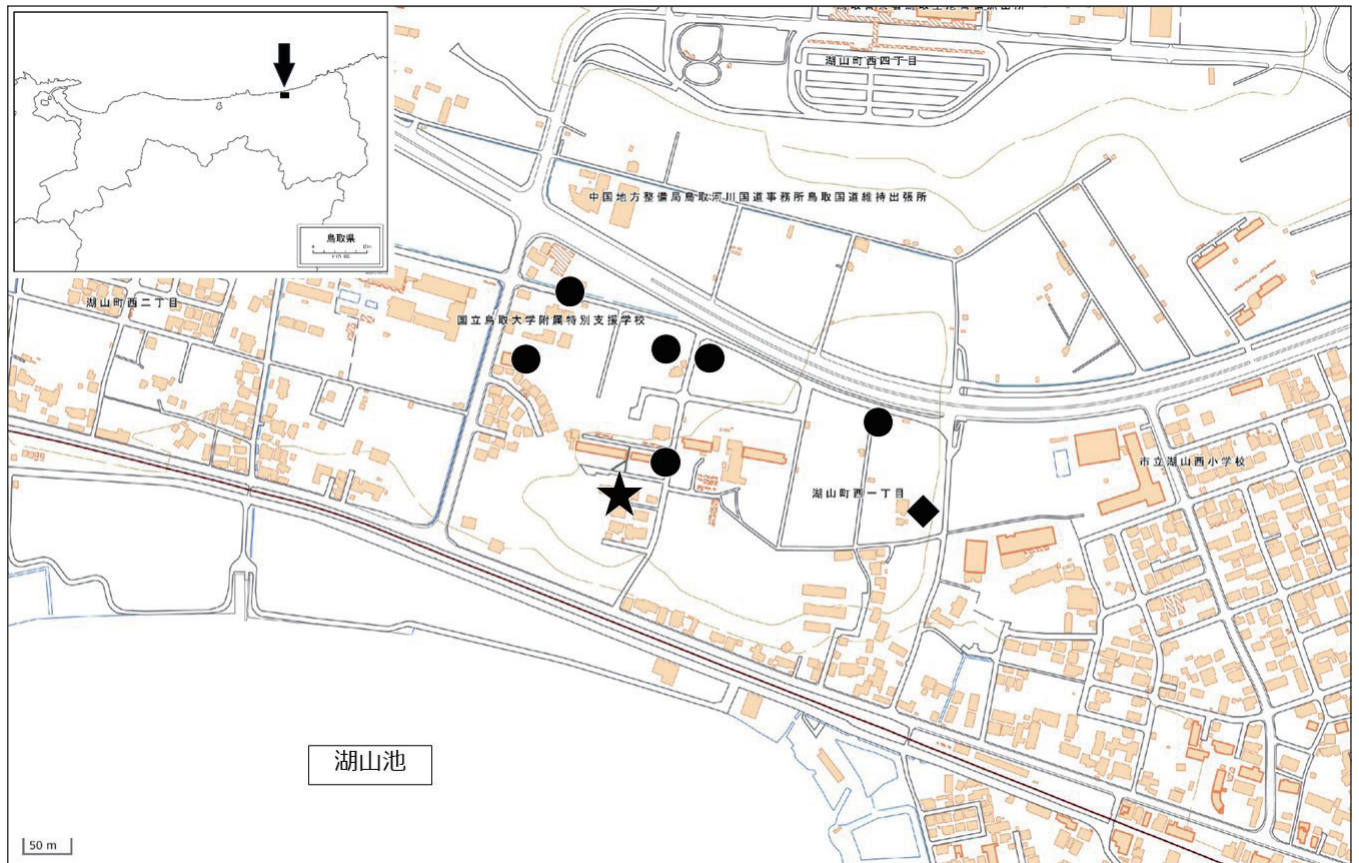 湖山町西四丁目
鳥取県
中国地方整備局鳥取河川国道事務所鳥取国道維持出張所
湖山町西二丁目
国立鳥取大学附属特別支援学校
市立湖山西小学校
湖山町西一丁目
湖山池
50 m